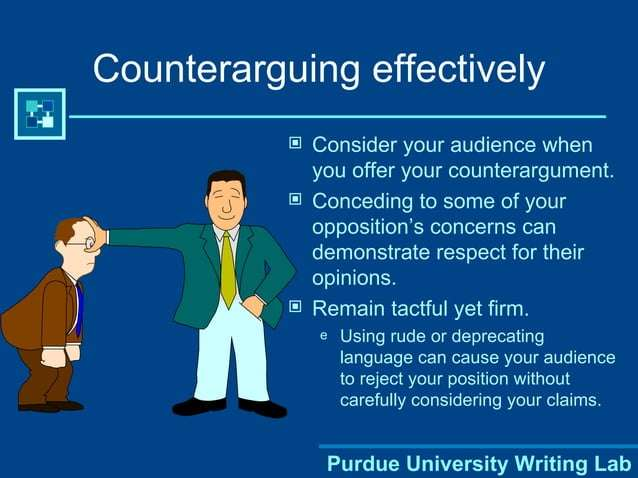 Counterarguing effectively
Consider your audience when
you offer your counterargument.
Conceding to some of your
opposition’s concerns can
demonstrate respect for their
opinions.
Remain tactful yet firm.
e Using rude or deprecating
language can cause your audience
to reject your position without
carefully considering your claims.
Purdue University Writing Lab